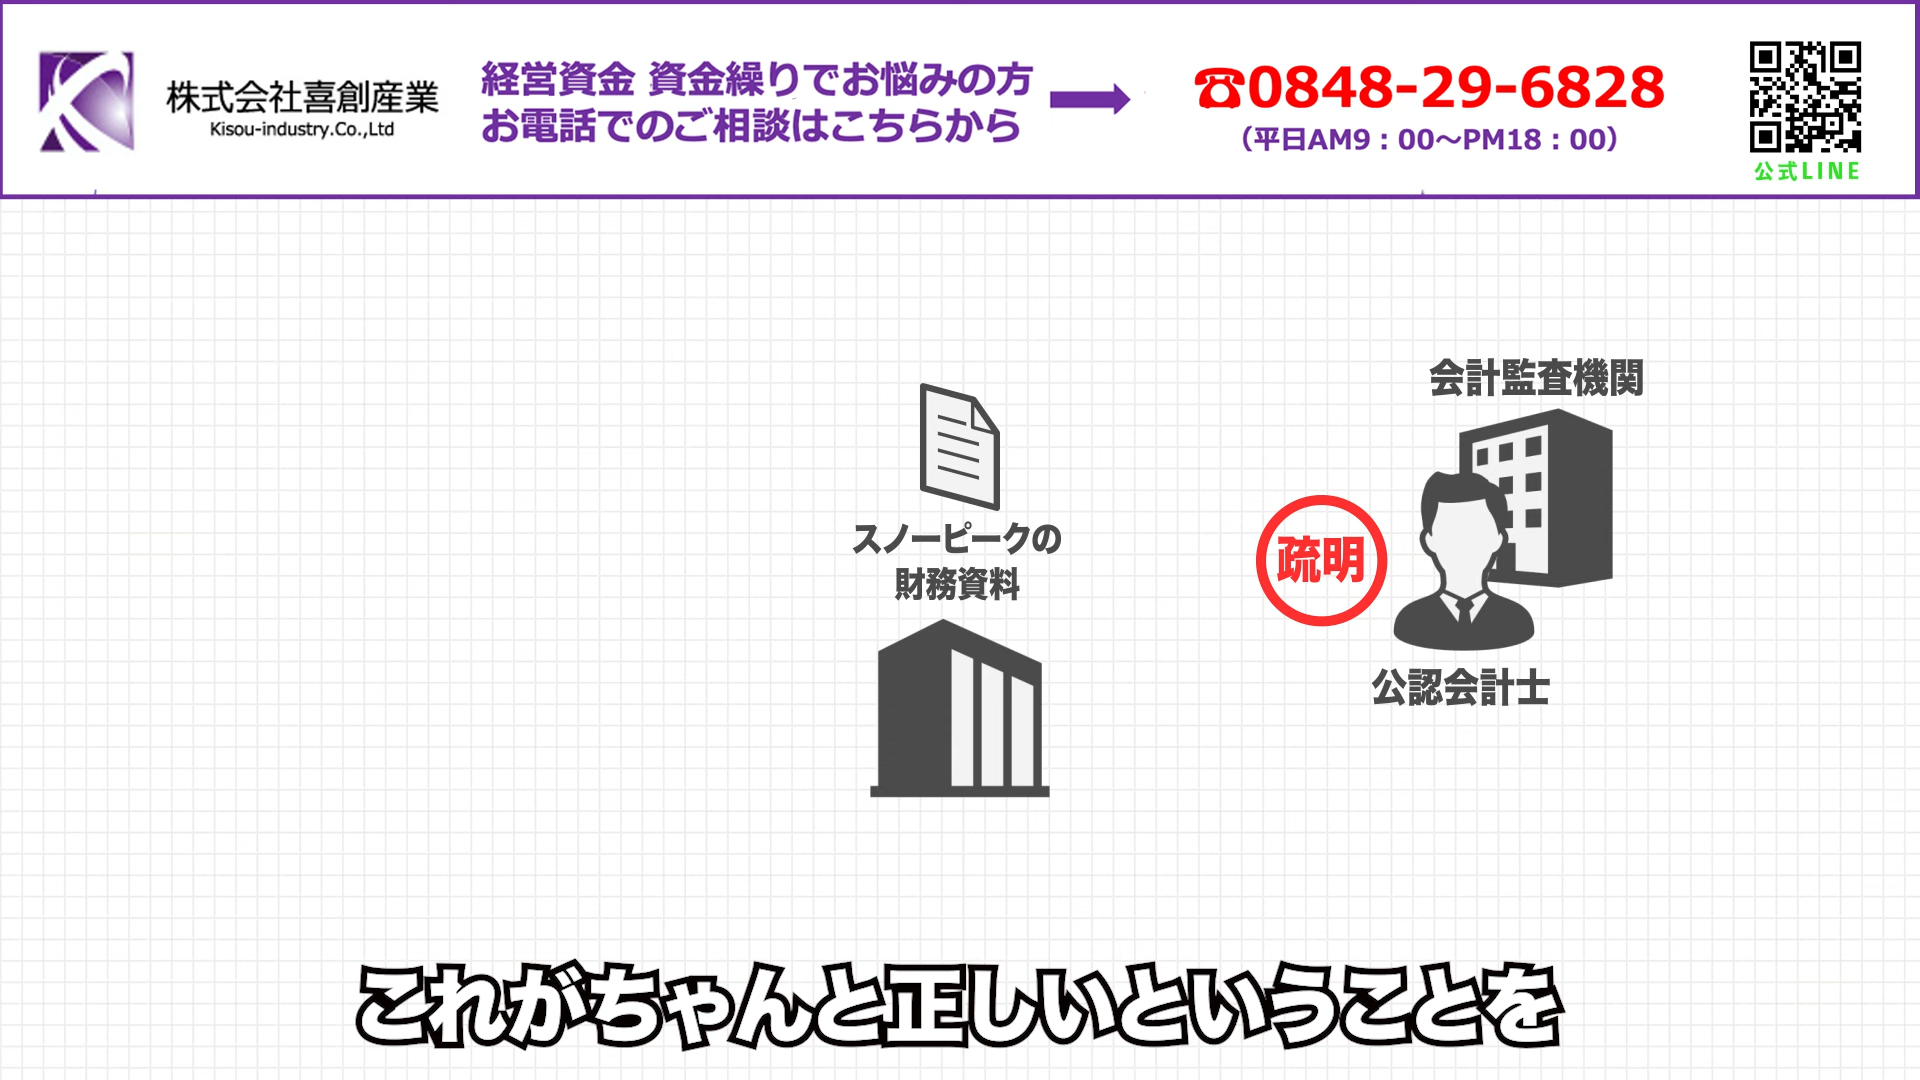 株式会社喜創産業
Kisou-industry.Co.,Ltd
経営資金 資金繰りでお悩みの方
お電話でのご相談はこちらから
☎0848-29-6828
（平日AM9：00～PM18：00）
公式LINE
会計監査機関
スノーピークの
財務資料
疏明
公認会計士
これがちゃんと正しいということを